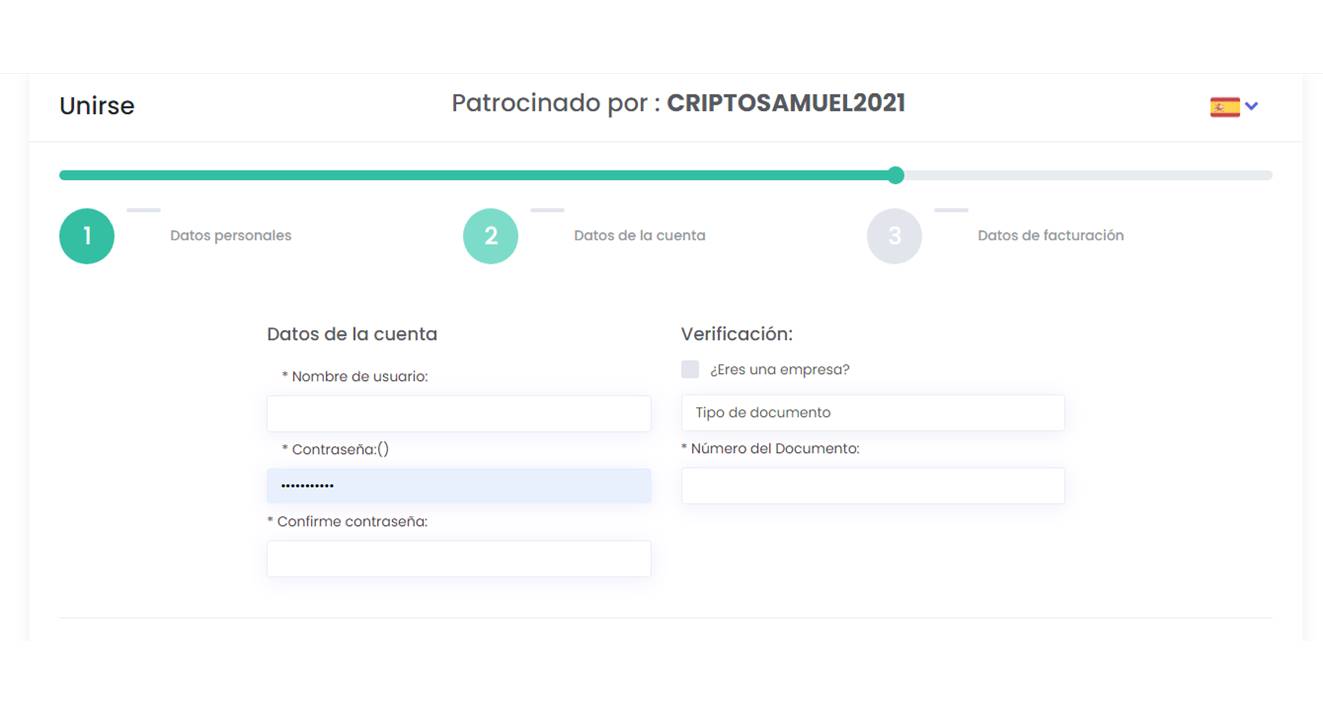 Unirse
Patrocinado por : CRIPTOSAMUEL2021
1
Datos personales
2
Datos de la cuenta
3
Datos de facturación
Datos de la cuenta
* Nombre de usuario:
* Contraseña:()
•••••••••••
* Confirme contraseña:
Verificación:
¿Eres una empresa?
Tipo de documento
* Número del Documento: